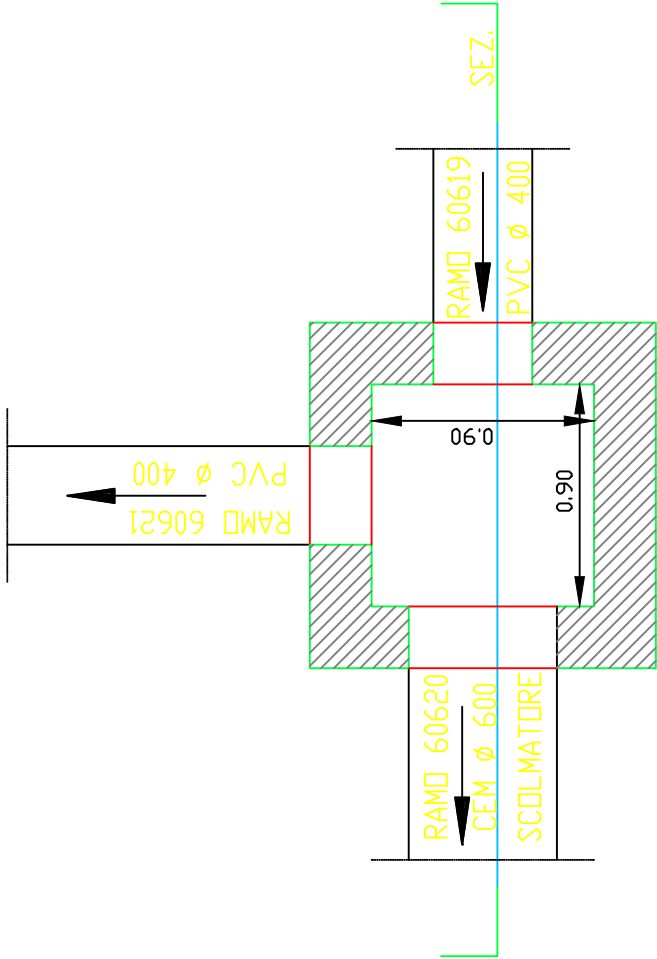 SEZ.
RAMO 60619
PVC ø 400
0.90
0.90
PVC ø 400
RAMO 60621
RAMO 60620
CEM ø 600
SCOLMATORE